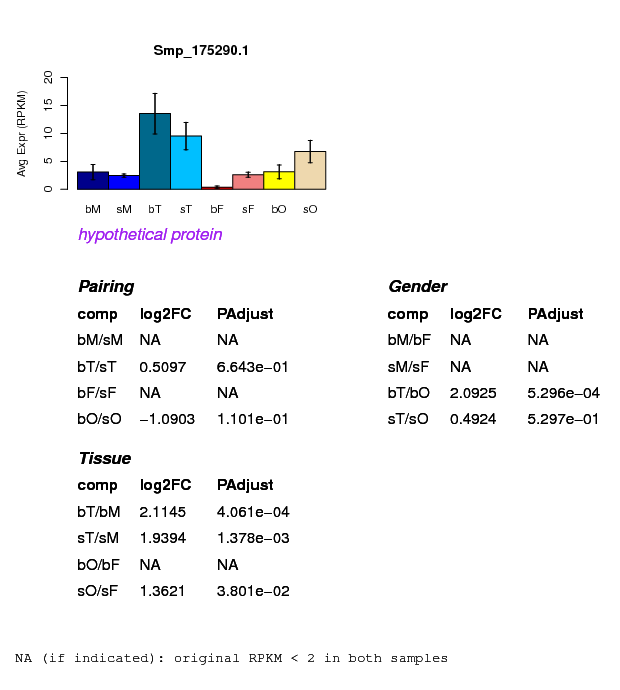 Smp_175290.1
Avg Expr (RPKM)
20
15
10
5
0
bM sM bT sT bF sF bO sO
hypothetical protein
Pairing
comp log2FC PAdjust
bM/sM NA NA
bT/sT 0.5097 6.643e−01
bF/sF NA NA
bO/sO −1.0903 1.101e−01
Gender
comp log2FC PAdjust
bM/bF NA NA
sM/sF NA NA
bT/bO 2.0925 5.296e−04
sT/sO 0.4924 5.297e−01
Tissue
comp log2FC PAdjust
bT/bM 2.1145 4.061e−04
sT/sM 1.9394 1.378e−03
bO/bF NA NA
sO/sF 1.3621 3.801e−02
NA (if indicated): original RPKM < 2 in both samples